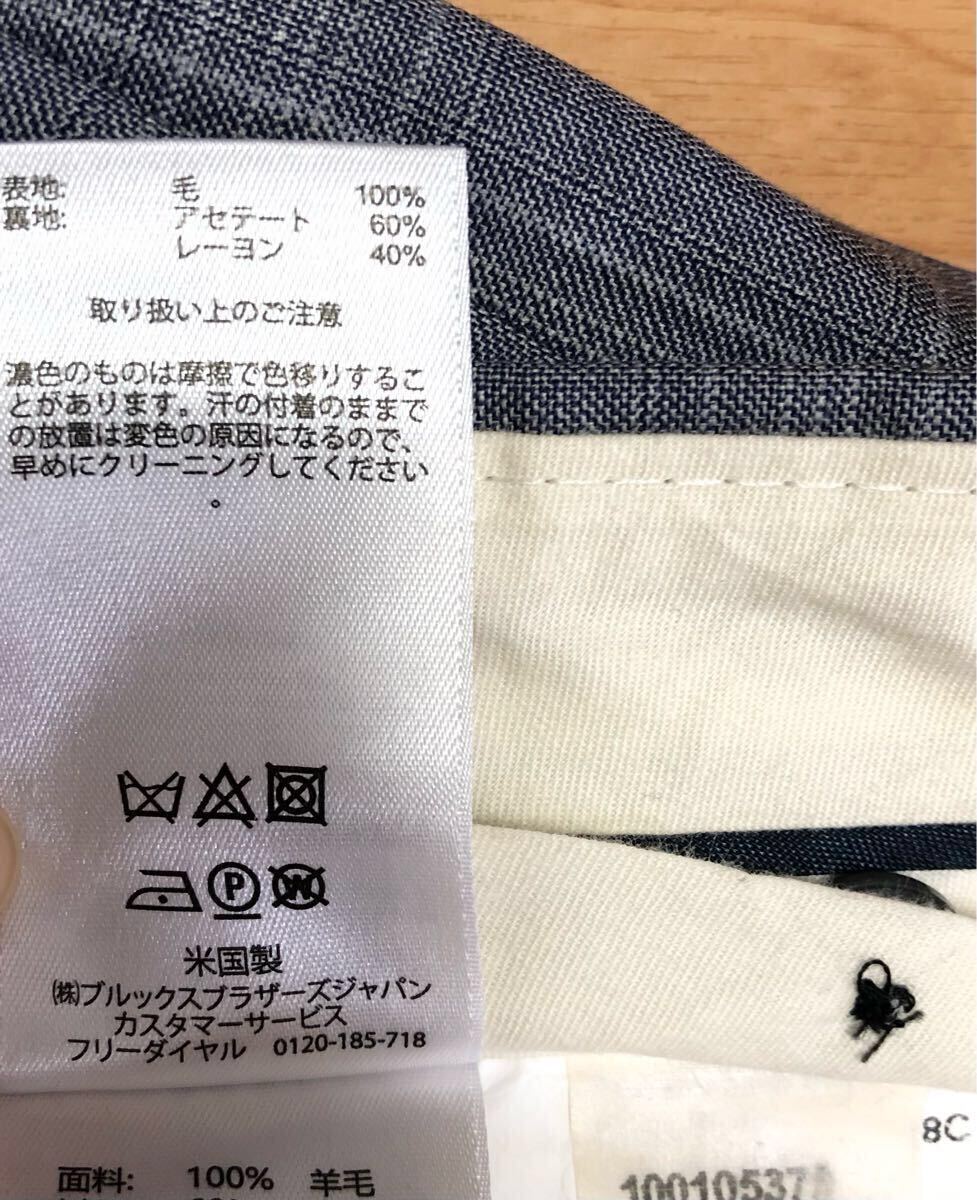 表地: 毛 100%
裏地: アセテート 60%
レーヨン 40%
取り扱い上のご注意
濃色のものは摩擦で色移りするこ
とがあります。汗の付着のままで
の放置は変色の原因になるので、
早めにクリーニングしてください
。
P W
米国製
㈱ブルックスブラザーズジャパン
カスタマーサービス
フリーダイヤル 0120-185-718
面料: 100% 羊毛
8C